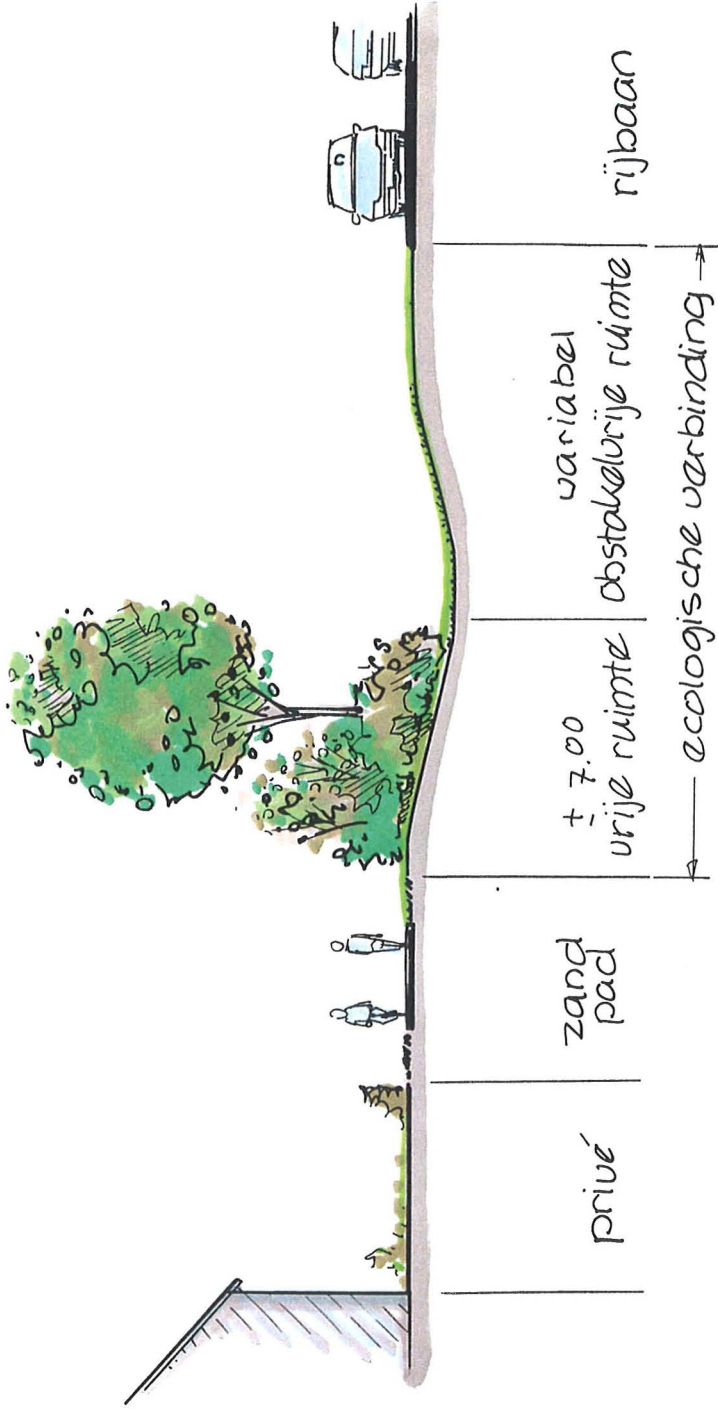 privé
zand
pad
± 7.00
vrije ruimte
variabel
obstakelvrije ruimte
rijbaan
ecologische verbinding